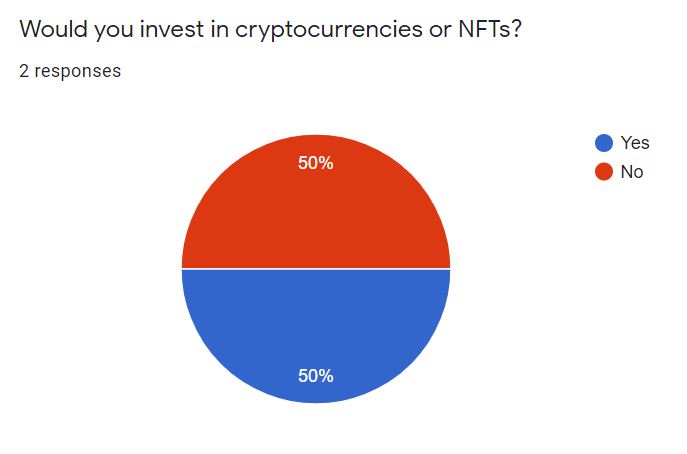 Would you invest in cryptocurrencies or NFTs?
2 responses
50%
50%
Yes
No